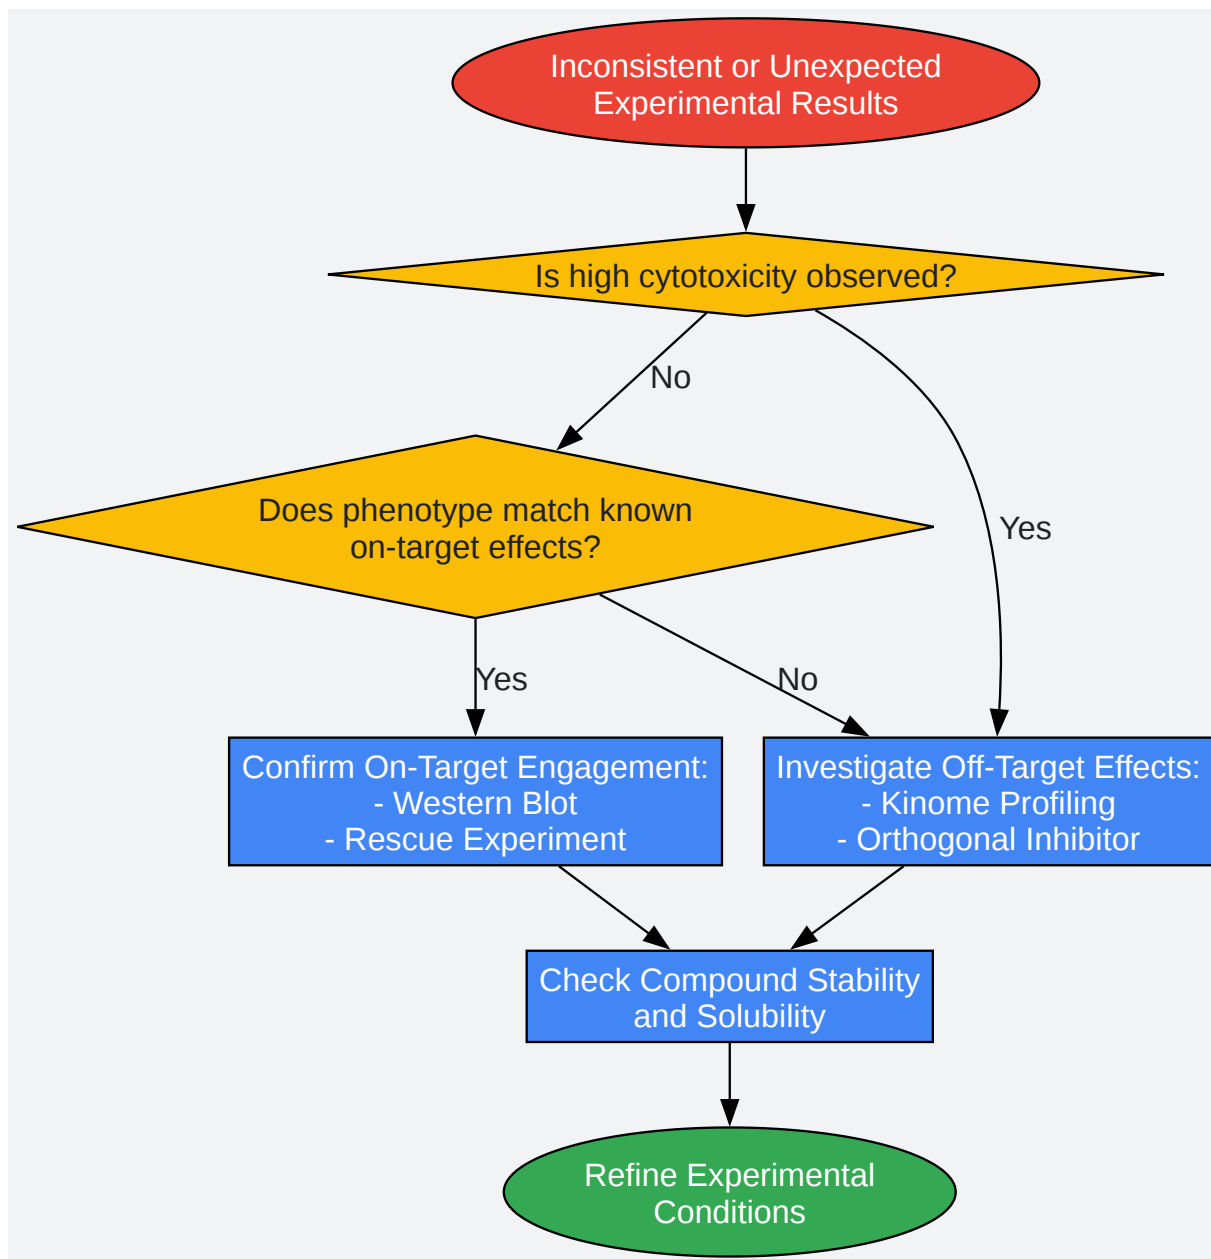 Inconsistent or Unexpected
Experimental Results
Is high cytotoxicity observed?
No
Does phenotype match known
on-target effects?
Yes
Yes
No
Confirm On-Target Engagement:
- Western Blot
- Rescue Experiment
Investigate Off-Target Effects:
- Kinome Profiling
- Orthogonal Inhibitor
Check Compound Stability
and Solubility
Refine Experimental
Conditions